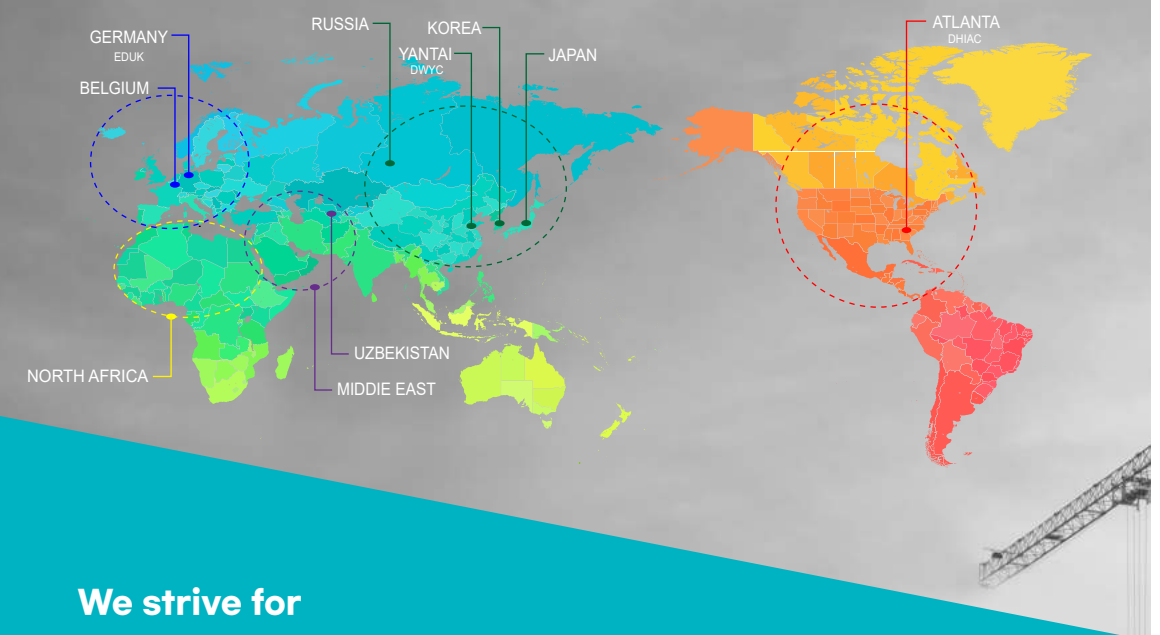 GERMANY
EDUK
BELGIUM
RUSSIA
KOREA
YANTAI
DWYC
JAPAN
ATLANTA
DHIAC
UZBEKISTAN
MIDDIE EAST
NORTH AFRICA
We strive for